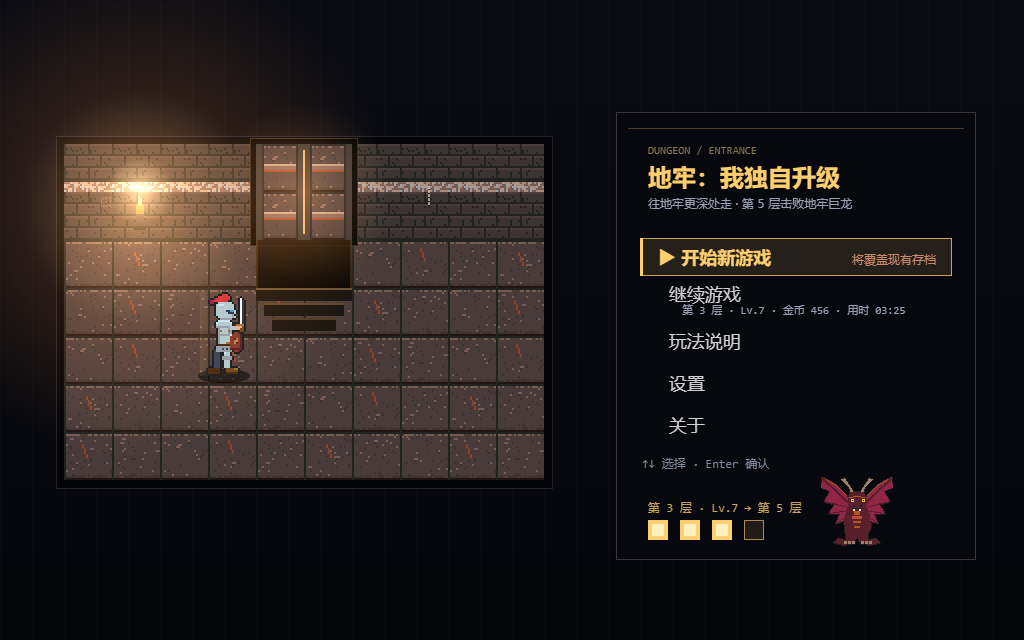 DUNGEON / ENTRANCE
地牢：我独自升级
往地牢更深处走 · 第 5 层击败地牢巨龙
▶ 开始新游戏 将覆盖现有存档
继续游戏
第 3 层 · Lv.7 · 金币 456 · 用时 03:25
玩法说明
设置
关于
↑↓ 选择 · Enter 确认
第 3 层 · Lv.7 → 第 5 层